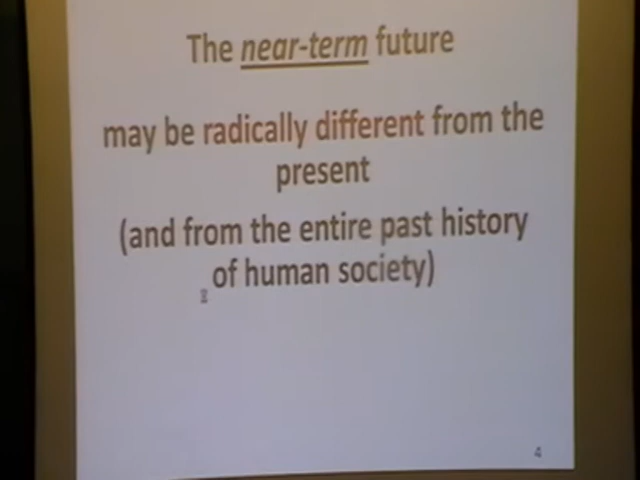 The near-term future
may be radically different from the
present
(and from the entire past history
of human society)
4